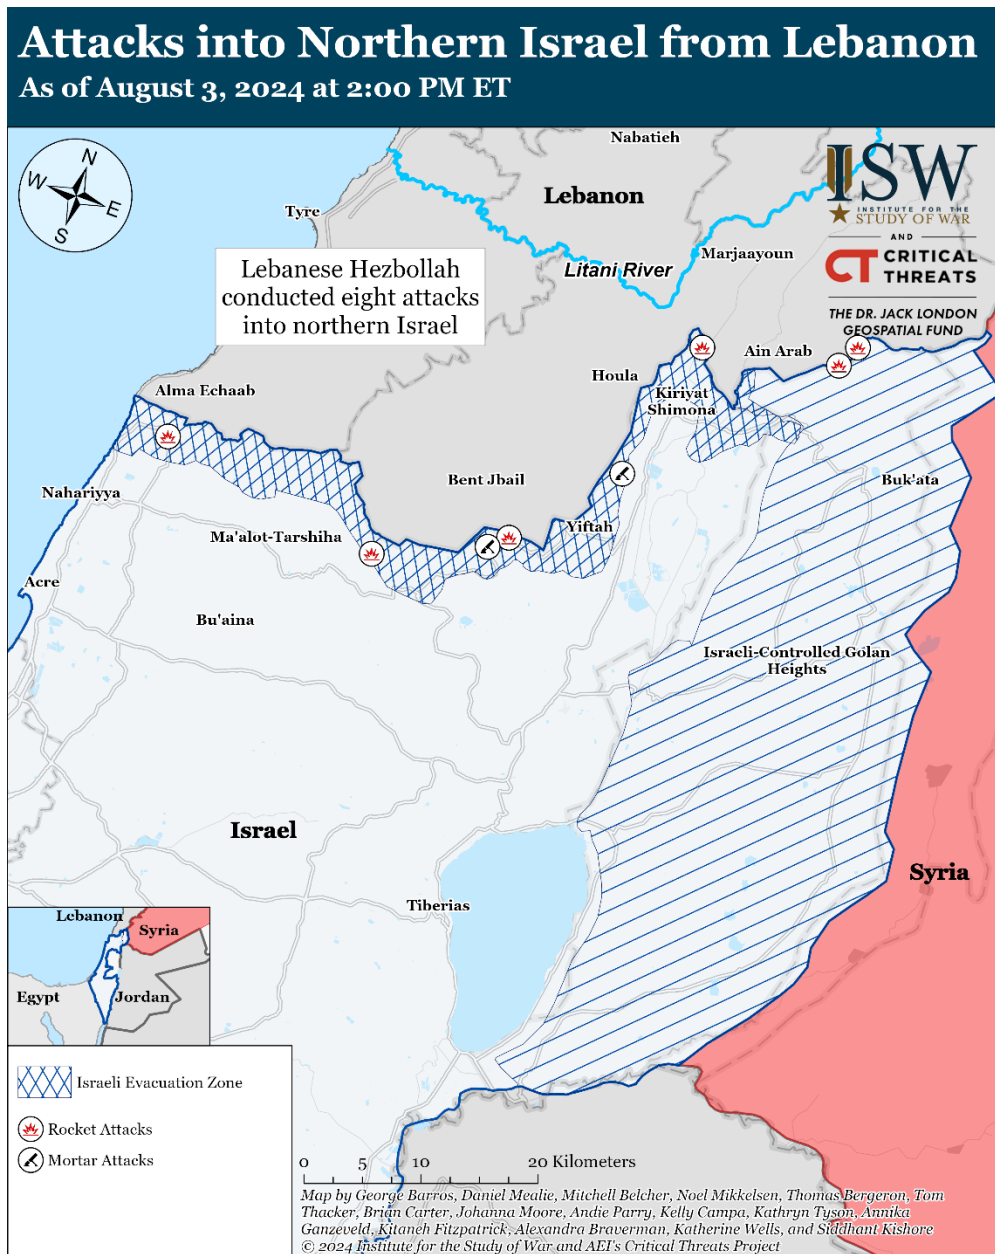 Attacks into Northern Israel from Lebanon
As of August 3, 2024 at 2:00 PM ET
N
W
E
S
Nabatieh
Lebanon
ISW
INSTITUTE FOR THE
STUDY OF WAR
AND
CT CRITICAL
THREATS
THE DR. JACK LONDON
GEOSPATIAL FUND
Tyre
Litani River
Marjaayoun
Lebanese Hezbollah
conducted eight attacks
into northern Israel
Ain Arab
Houla
Alma Echaab
Kiriyat
Shimona
Bent Jbail
Buk'ata
Nahariyya
Yiftah
Ma'alot-Tarshiha
Acre
Bu'aina
Israeli-Controlled Golan
Heights
Israel
Syria
Tiberias
Lebanon
Syria
Egypt
Jordan
Israeli Evacuation Zone
Rocket Attacks
Mortar Attacks
0 5 10 20 Kilometers
Map by George Barros, Daniel Mealie, Mitchell Belcher, Noel Mikkelsen, Thomas Bergeron, Tom
Thacker, Brian Carter, Johanna Moore, Andie Parry, Kelly Campa, Kathryn Tyson, Annika
Ganzeveld, Kitaneh Fitzpatrick, Alexandra Braverman, Katherine Wells, and Siddhant Kishore
© 2024 Institute for the Study of War and AEI's Critical Threats Project